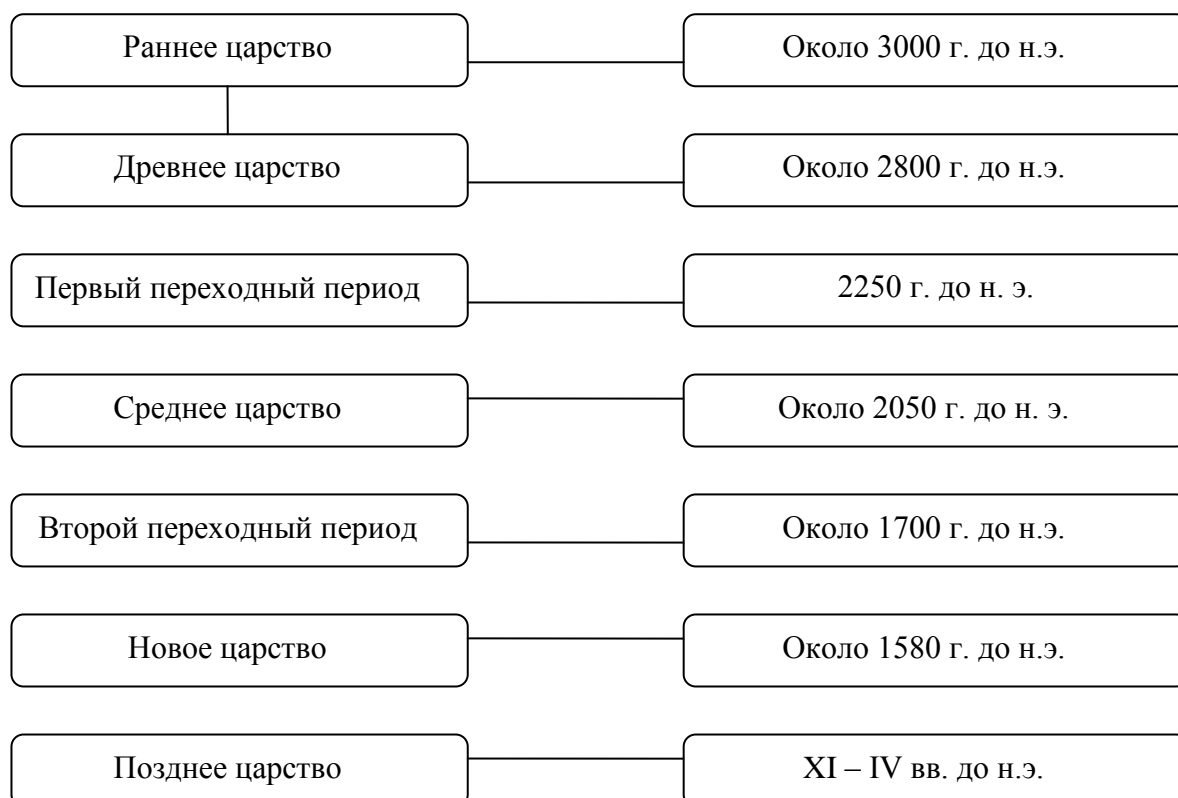 Раннее царство
Около 3000 г. до н.э.
Древнее царство
Около 2800 г. до н.э.
Первый переходный период
2250 г. до н. э.
Среднее царство
Около 2050 г. до н. э.
Второй переходный период
Около 1700 г. до н.э.
Новое царство
Около 1580 г. до н.э.
Позднее царство
XI – IV вв. до н.э.